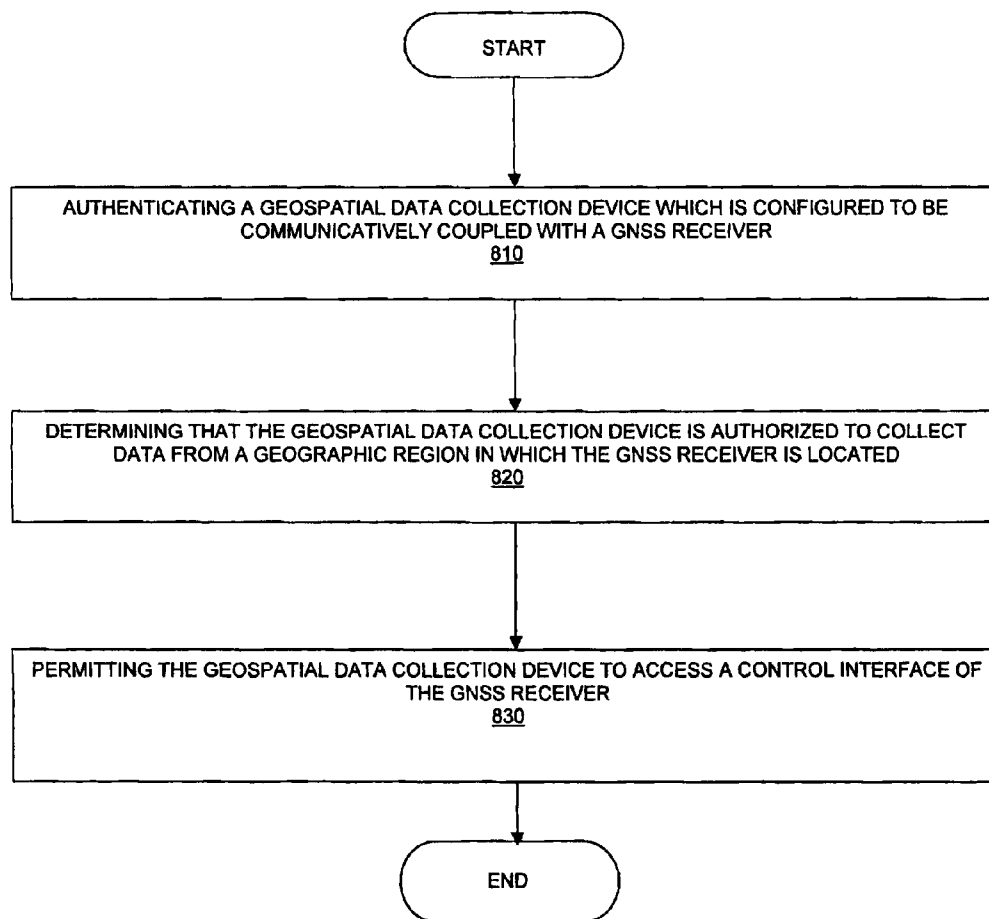 START
AUTHENTICATING A GEOSPATIAL DATA COLLECTION DEVICE WHICH IS CONFIGURED TO BE
COMMUNICATIVELY COUPLED WITH A GNSS RECEIVER
810
DETERMINING THAT THE GEOSPATIAL DATA COLLECTION DEVICE IS AUTHORIZED TO COLLECT
DATA FROM A GEOGRAPHIC REGION IN WHICH THE GNSS RECEIVER IS LOCATED
820
PERMITTING THE GEOSPATIAL DATA COLLECTION DEVICE TO ACCESS A CONTROL INTERFACE OF
THE GNSS RECEIVER
830
END